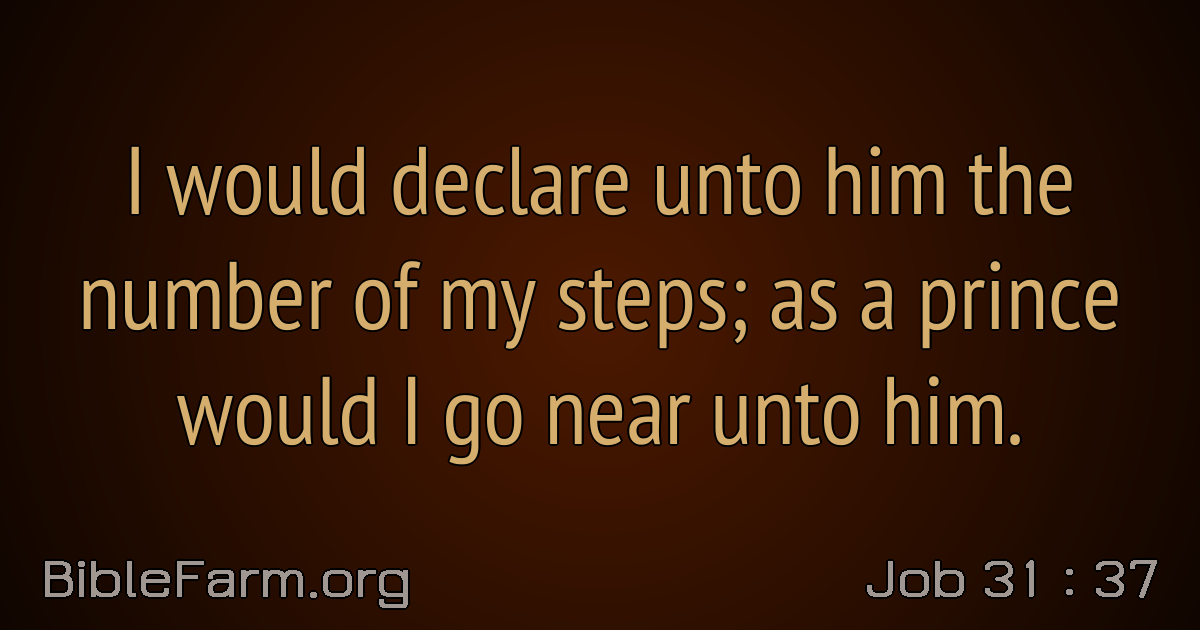 I would declare unto him the
number of my steps; as a prince
would I go near unto him.
BibleFarm.org
Job 31 : 37